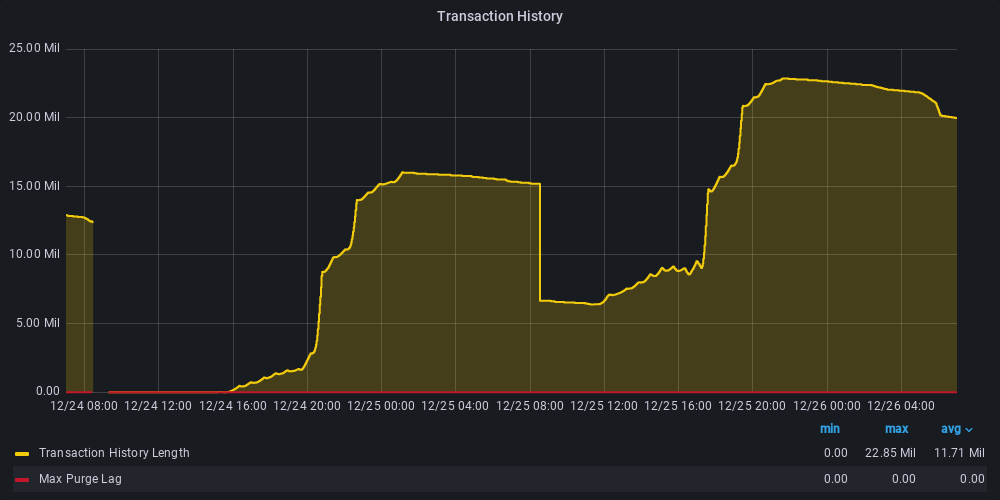 Transaction History
25.00 Mil
20.00 Mil
15.00 Mil
10.00 Mil
5.00 Mil
0.00
12/24 08:00 12/24 12:00 12/24 16:00 12/24 20:00 12/25 00:00 12/25 04:00 12/25 08:00 12/25 12:00 12/25 16:00 12/25 20:00 12/26 00:00 12/26 04:00
min max avg
Transaction History Length 0.00 22.85 Mil 11.71 Mil
Max Purge Lag 0.00 0.00 0.00